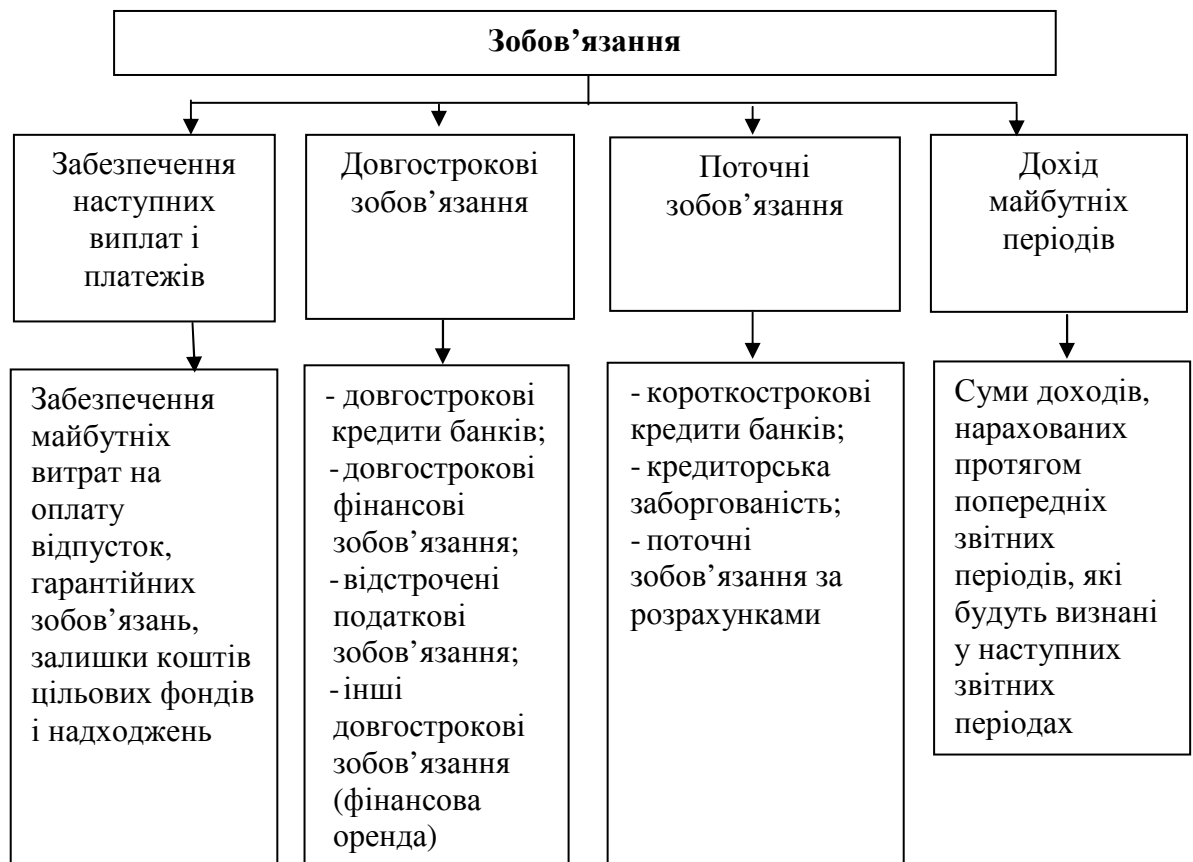 Зобов’язання
Забезпечення
наступних
виплат і
платежів
Довгострокові
зобов’язання
Поточні
зобов’язання
Дохід
майбутніх
періодів
Забезпечення
майбутніх
витрат на
оплату
відпусток,
гарантійних
зобов’язань,
залишки коштів
цільових фондів
і надходжень
- довгострокові
кредити банків;
- довгострокові
фінансові
зобов’язання;
- відстрочені
податкові
зобов’язання;
- інші
довгострокові
зобов’язання
(фінансова
оренда)
- короткострокові
кредити банків;
- кредиторська
заборгованість;
- поточні
зобов’язання за
розрахунками
Суми доходів,
нарахованих
протягом
попередніх
звітних
періодів, які
будуть визнані
у наступних
звітних
періодах